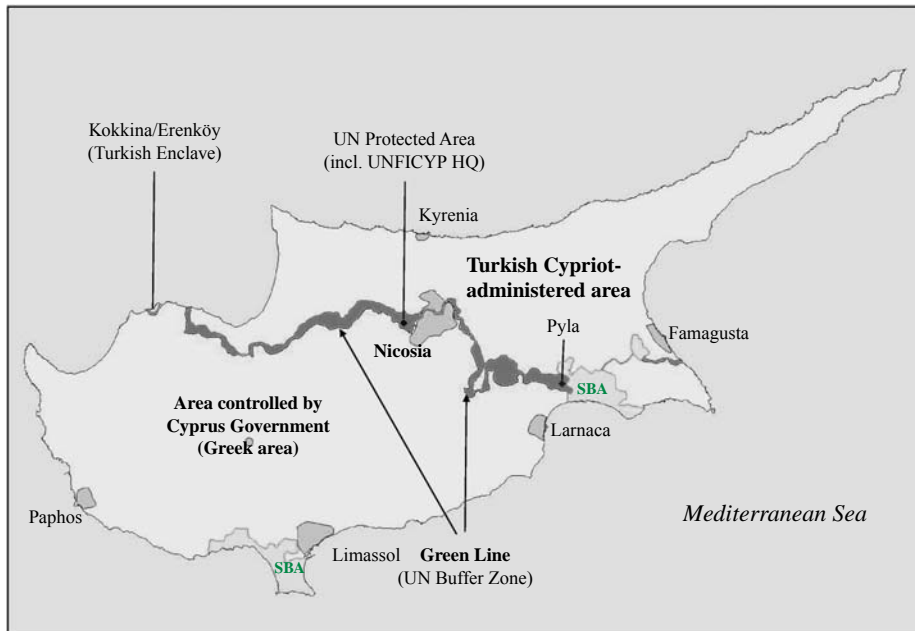 Kokkina/Erenköy
(Turkish Enclave)
UN Protected Area
(incl. UNFICYP HQ)
Kyrenia
Turkish Cypriot-
administered area
Pyla
Famagusta
Nicosia
SBA
Area controlled by
Cyprus Government
(Greek area)
Larnaca
Paphos
Mediterranean Sea
Limassol
Green Line
(UN Buffer Zone)
SBA